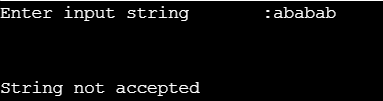 Enter input string :ababab
String not accepted